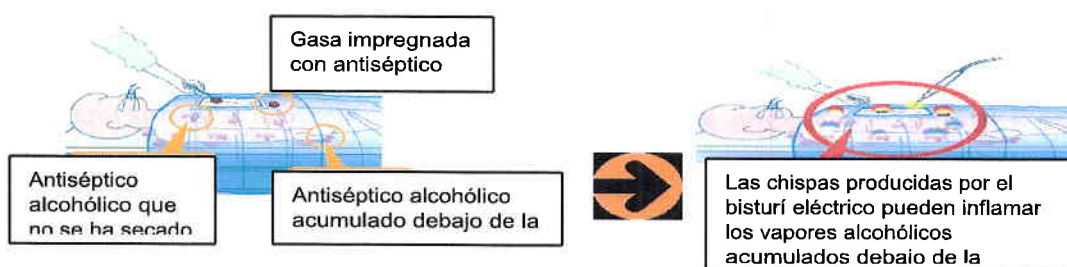 Gasa impregnada
con antiséptico
Antiséptico
alcohólico que
no se ha secado
Antiséptico alcohólico
acumulado debajo de la
Las chispas producidas por el
bisturí eléctrico pueden inflamar
los vapores alcohólicos
acumulados debajo de la